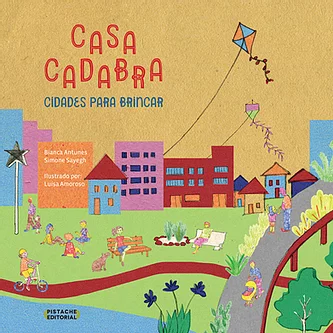 CASA
CADABRA
CIDADES PARA BRINCAR
Bianca Antunes
Simone Sayegh
Ilustrado por
Luísa Amoroso
PISTACHE
EDITORIAL